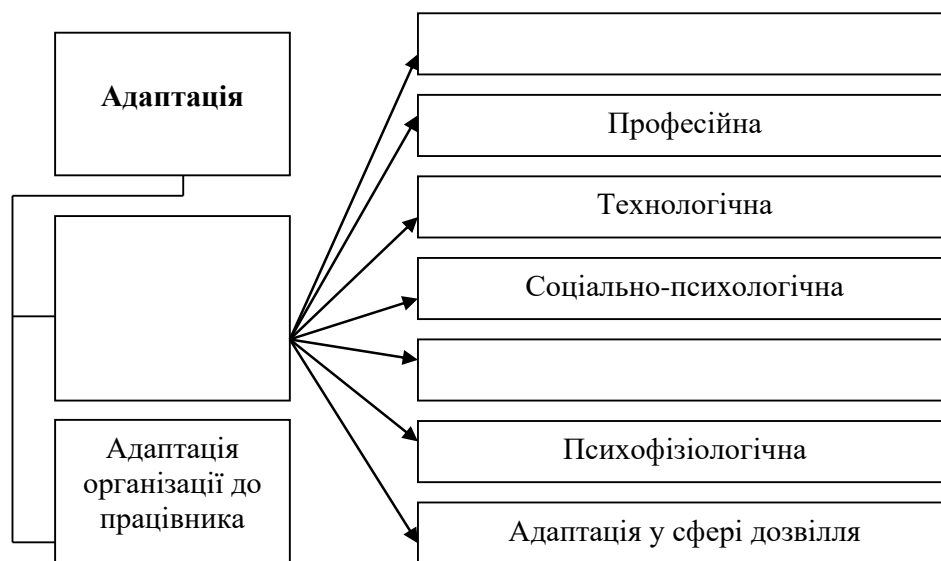 Адаптація
Адаптація
організації до
працівника
Професійна
Технологічна
Соціально-психологічна
Психофізіологічна
Адаптація у сфері дозвілля